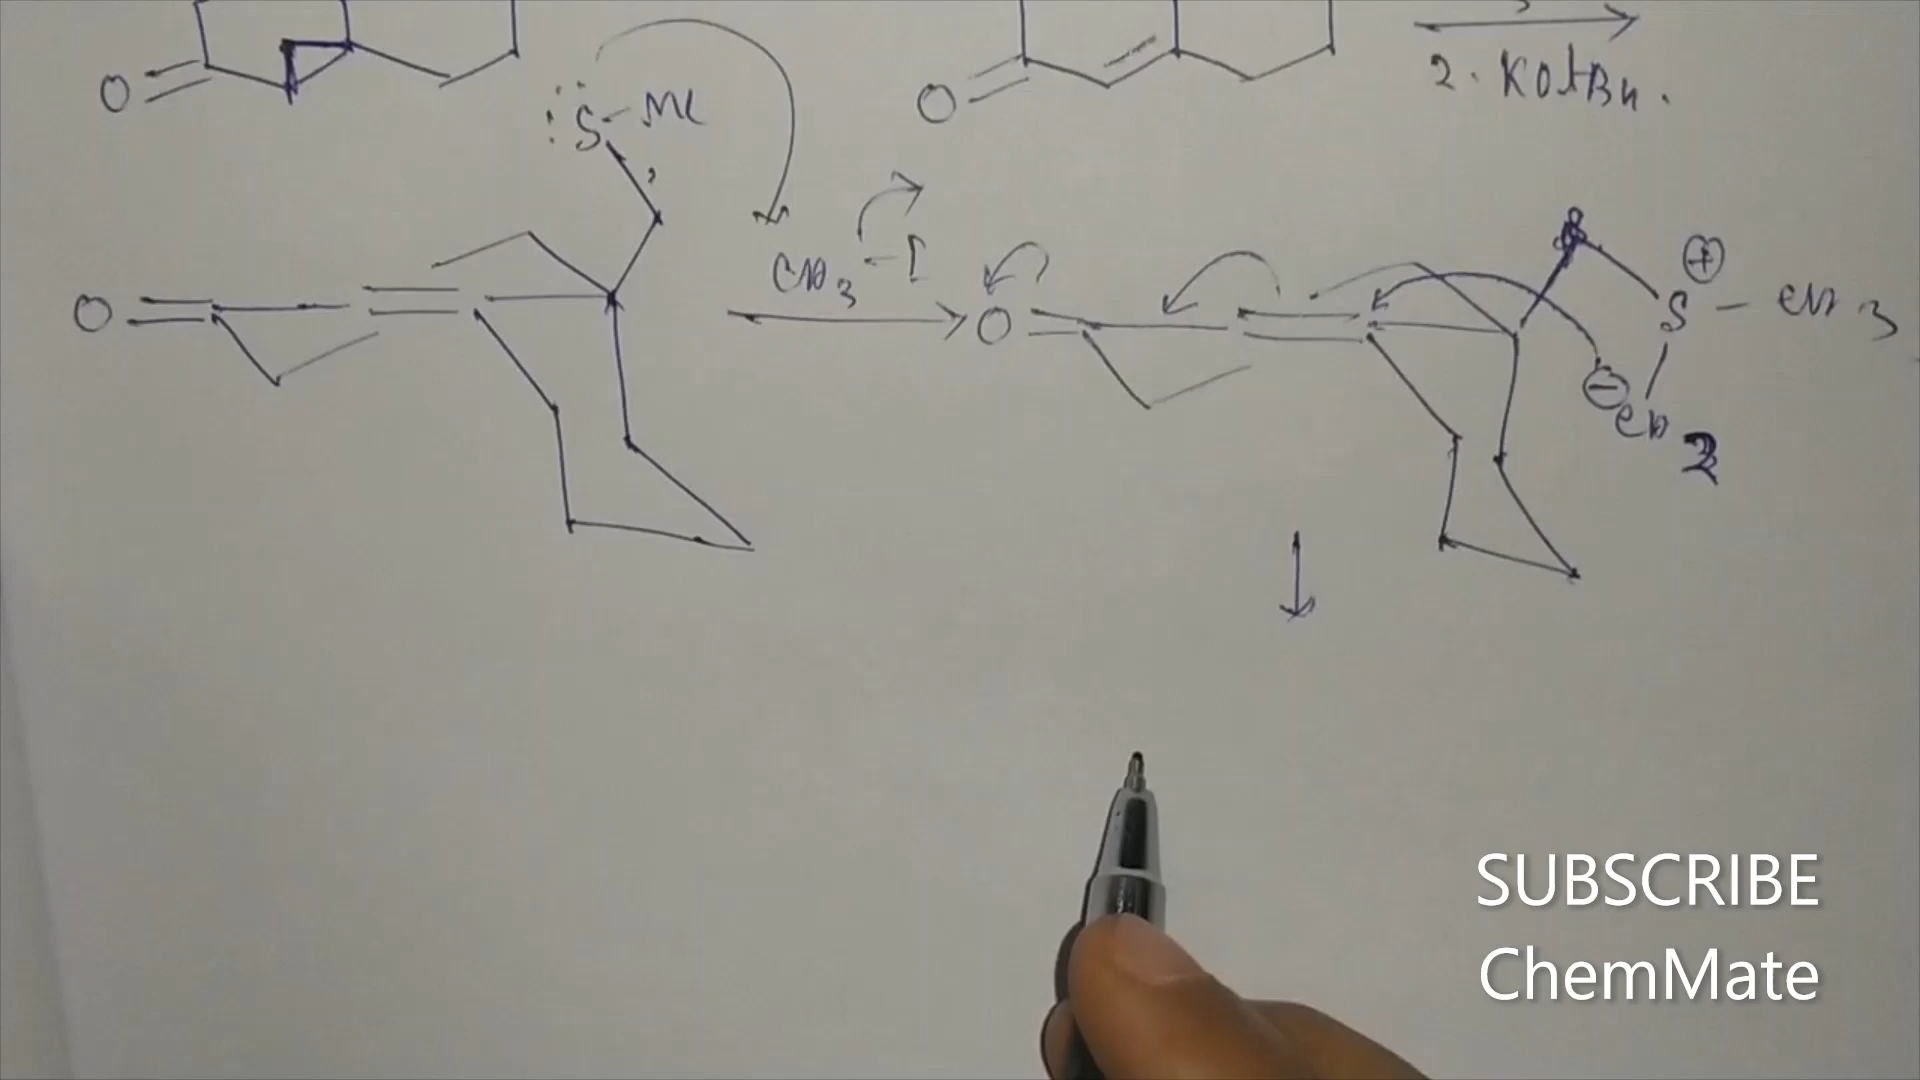 O
O
2. KOtBu.
:S̈-Me
CH3-I
O
O
⊕
S - CH3
⊖
CH2
SUBSCRIBE
ChemMate